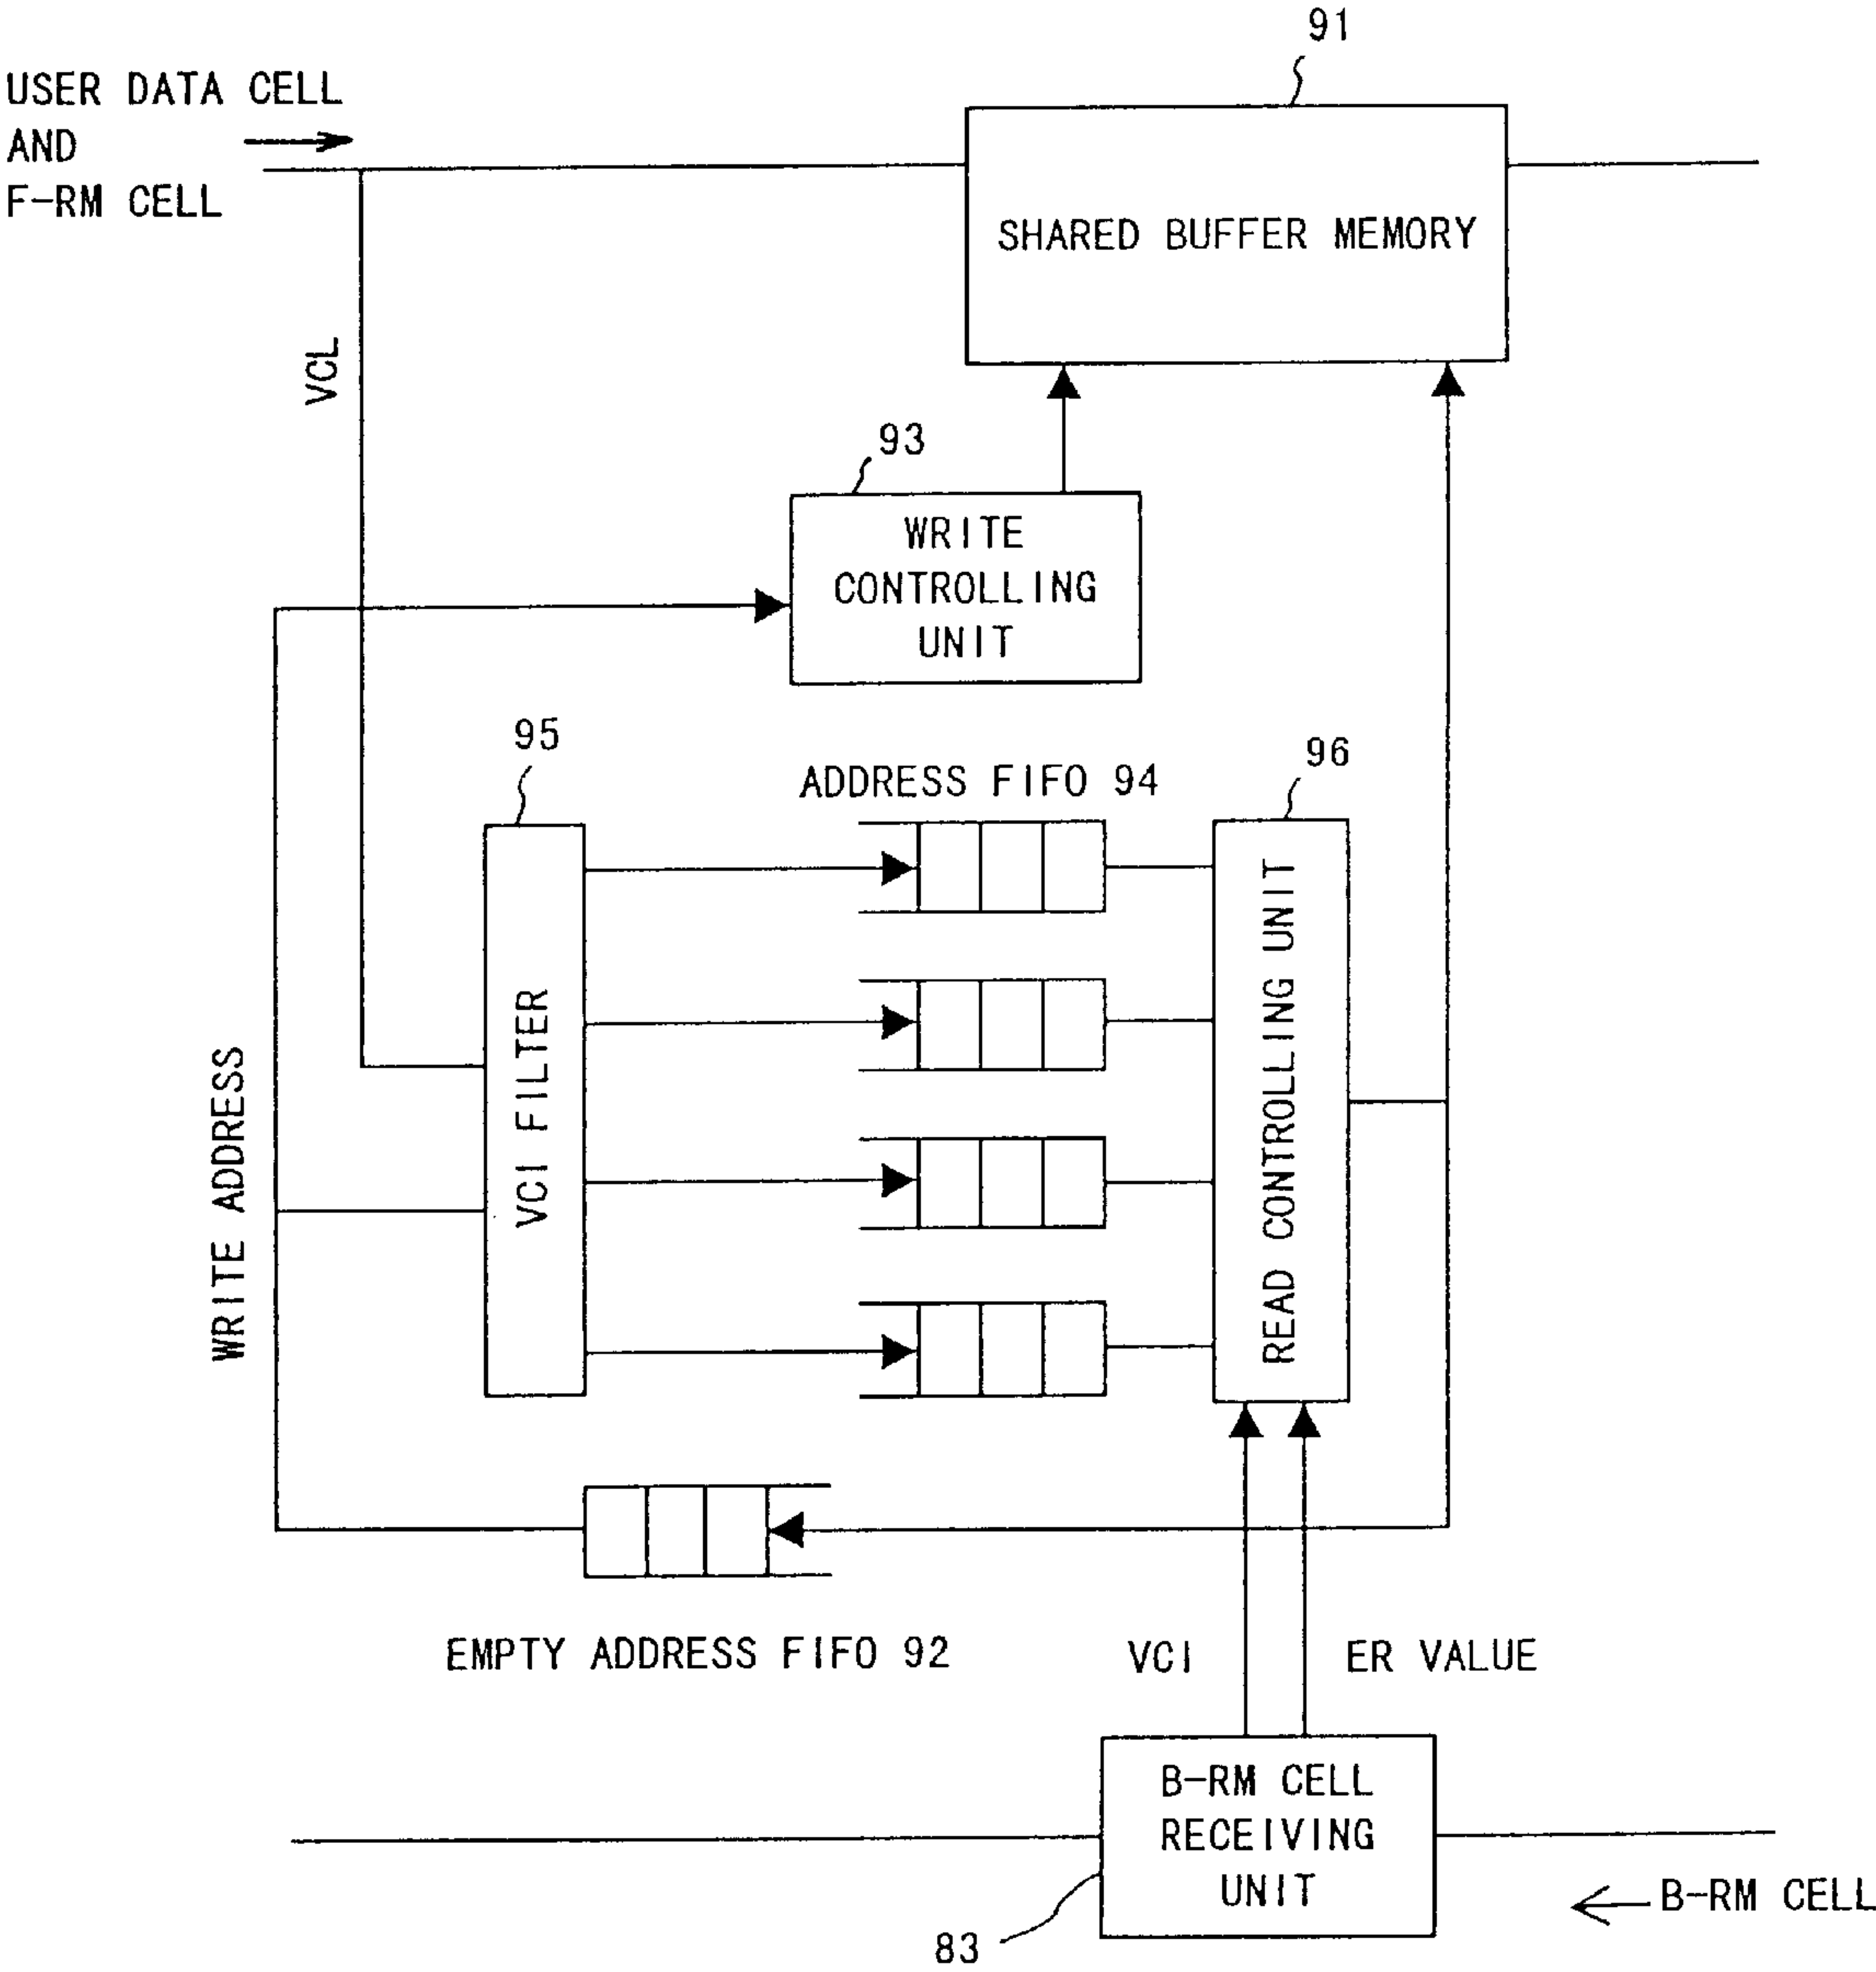 91
USER DATA CELL
AND
F-RM CELL
SHARED BUFFER MEMORY
VCL
93
WRITE
CONTROLLING
UNIT
95
ADDRESS FIFO 94
96
VCI FILTER
READ CONTROLLING UNIT
WRITE ADDRESS
EMPTY ADDRESS FIFO 92
VCI
ER VALUE
B-RM CELL
RECEIVING
UNIT
B-RM CELL
83